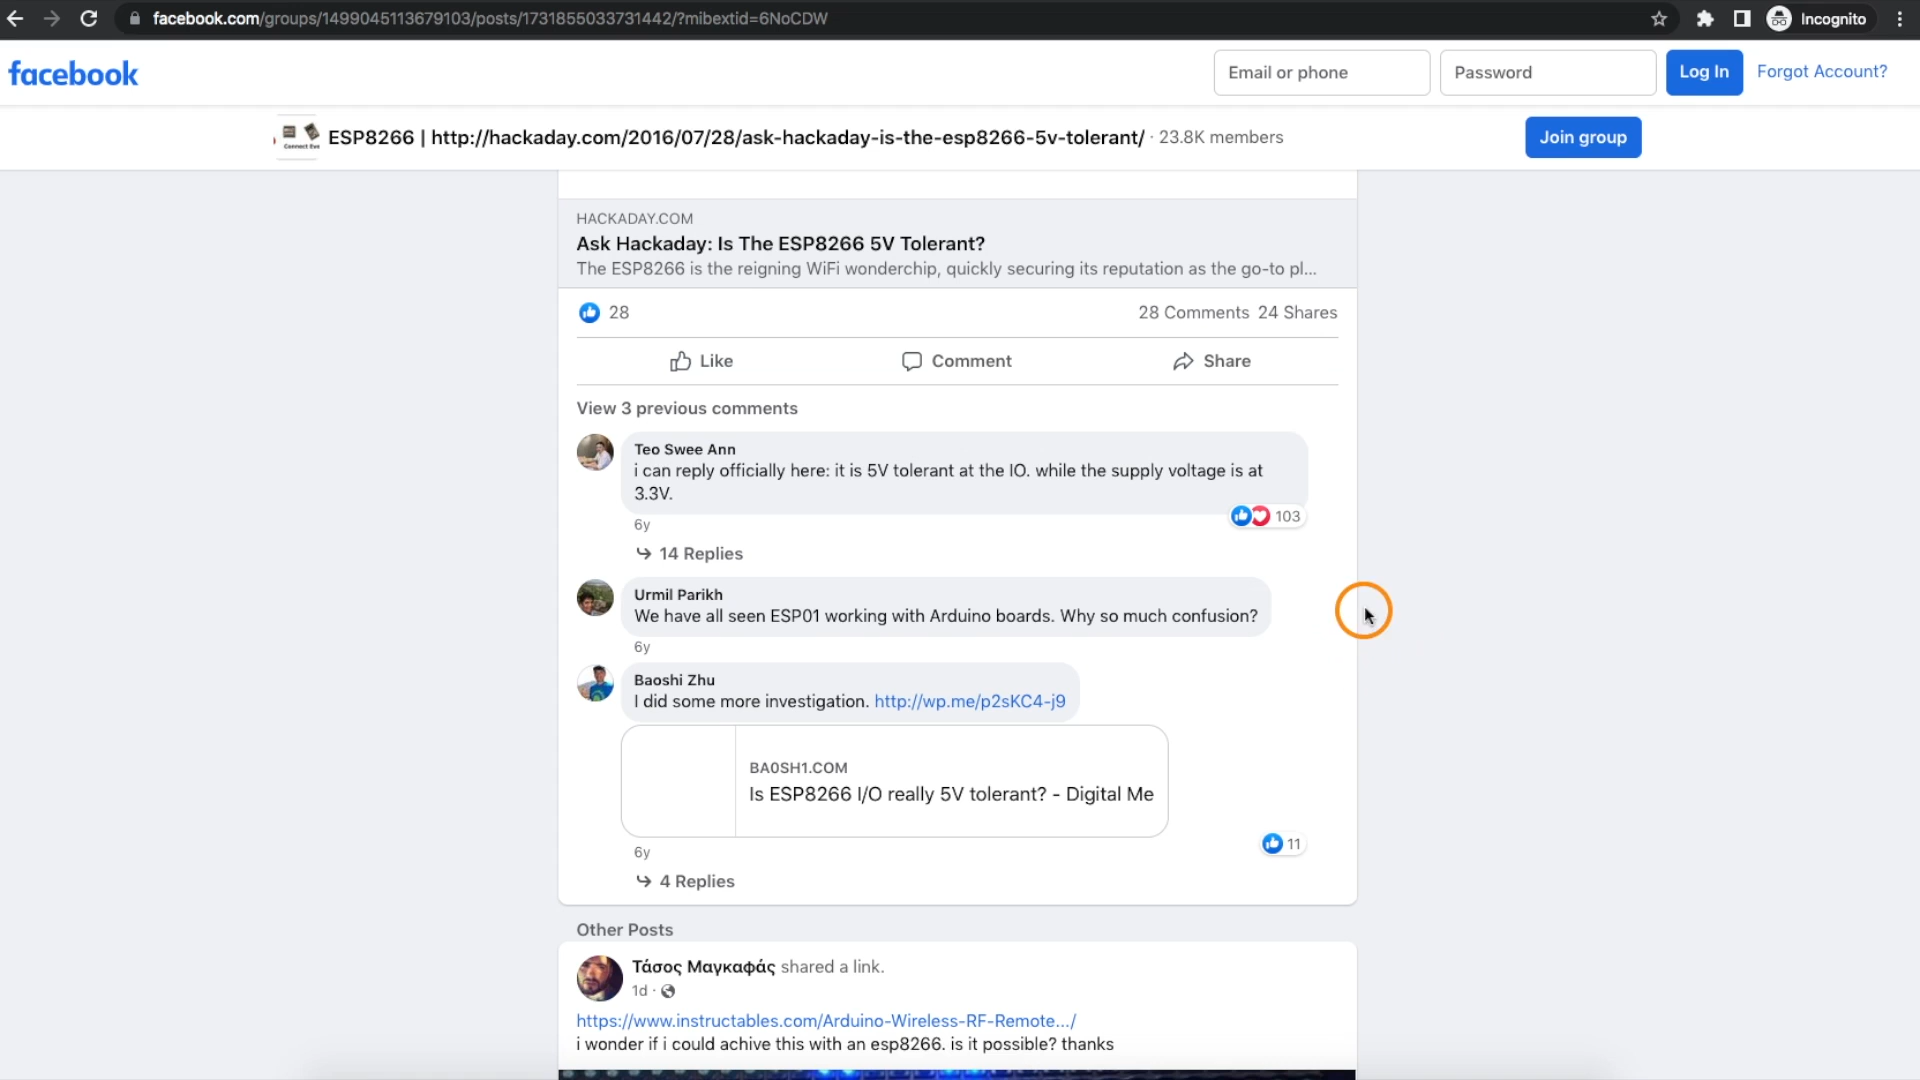 facebook.com/groups/1499045113679103/posts/1731855033731442/?mibextid=6NoCDW
Incognito
facebook
Email or phone
Password
Log In
Forgot Account?
Connect Eve
ESP8266 | http://hackaday.com/2016/07/28/ask-hackaday-is-the-esp8266-5v-tolerant/ · 23.8K members
Join group
HACKADAY.COM
Ask Hackaday: Is The ESP8266 5V Tolerant?
The ESP8266 is the reigning WiFi wonderchip, quickly securing its reputation as the go-to pl...
28
28 Comments 24 Shares
Like
Comment
Share
View 3 previous comments
Teo Swee Ann
i can reply officially here: it is 5V tolerant at the IO. while the supply voltage is at
3.3V.
103
6y
14 Replies
Urmil Parikh
We have all seen ESP01 working with Arduino boards. Why so much confusion?
6y
Baoshi Zhu
I did some more investigation. http://wp.me/p2sKC4-j9
BA0SH1.COM
Is ESP8266 I/O really 5V tolerant? - Digital Me
11
6y
4 Replies
Other Posts
Τάσος Μαγκαφάς shared a link.
1d ·
https://www.instructables.com/Arduino-Wireless-RF-Remote.../
i wonder if i could achive this with an esp8266. is it possible? thanks